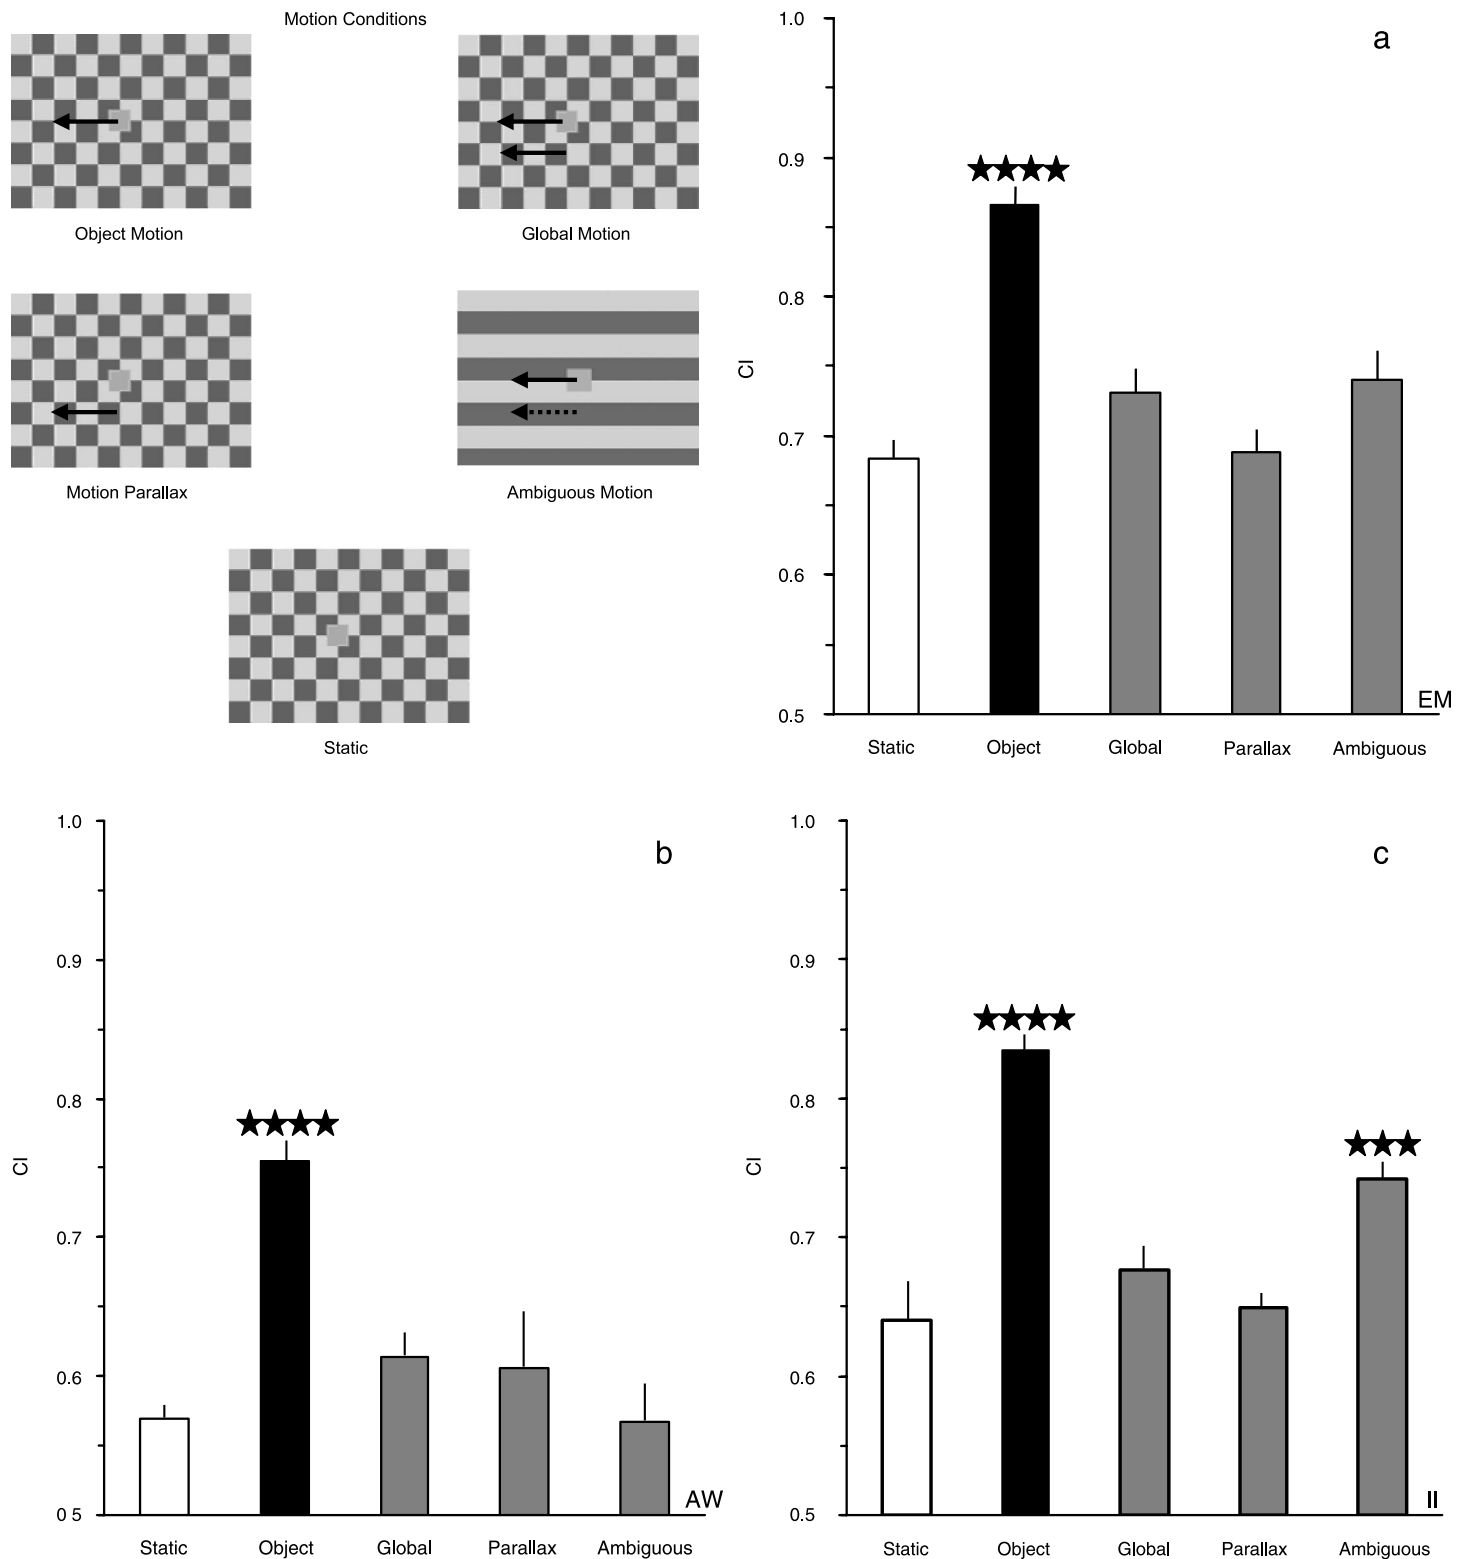 Motion Conditions
Object Motion
Global Motion
Motion Parallax
Ambiguous Motion
Static
a
1.0
0.9
0.8
0.7
0.6
0.5
CI
EM
Static Object Global Parallax Ambiguous
b
1.0
0.9
0.8
0.7
0.6
0 5
CI
AW
Static Object Global Parallax Ambiguous
c
1.0
0.9
0.8
0.7
0.6
0.5
CI
II
Static Object Global Parallax Ambiguous